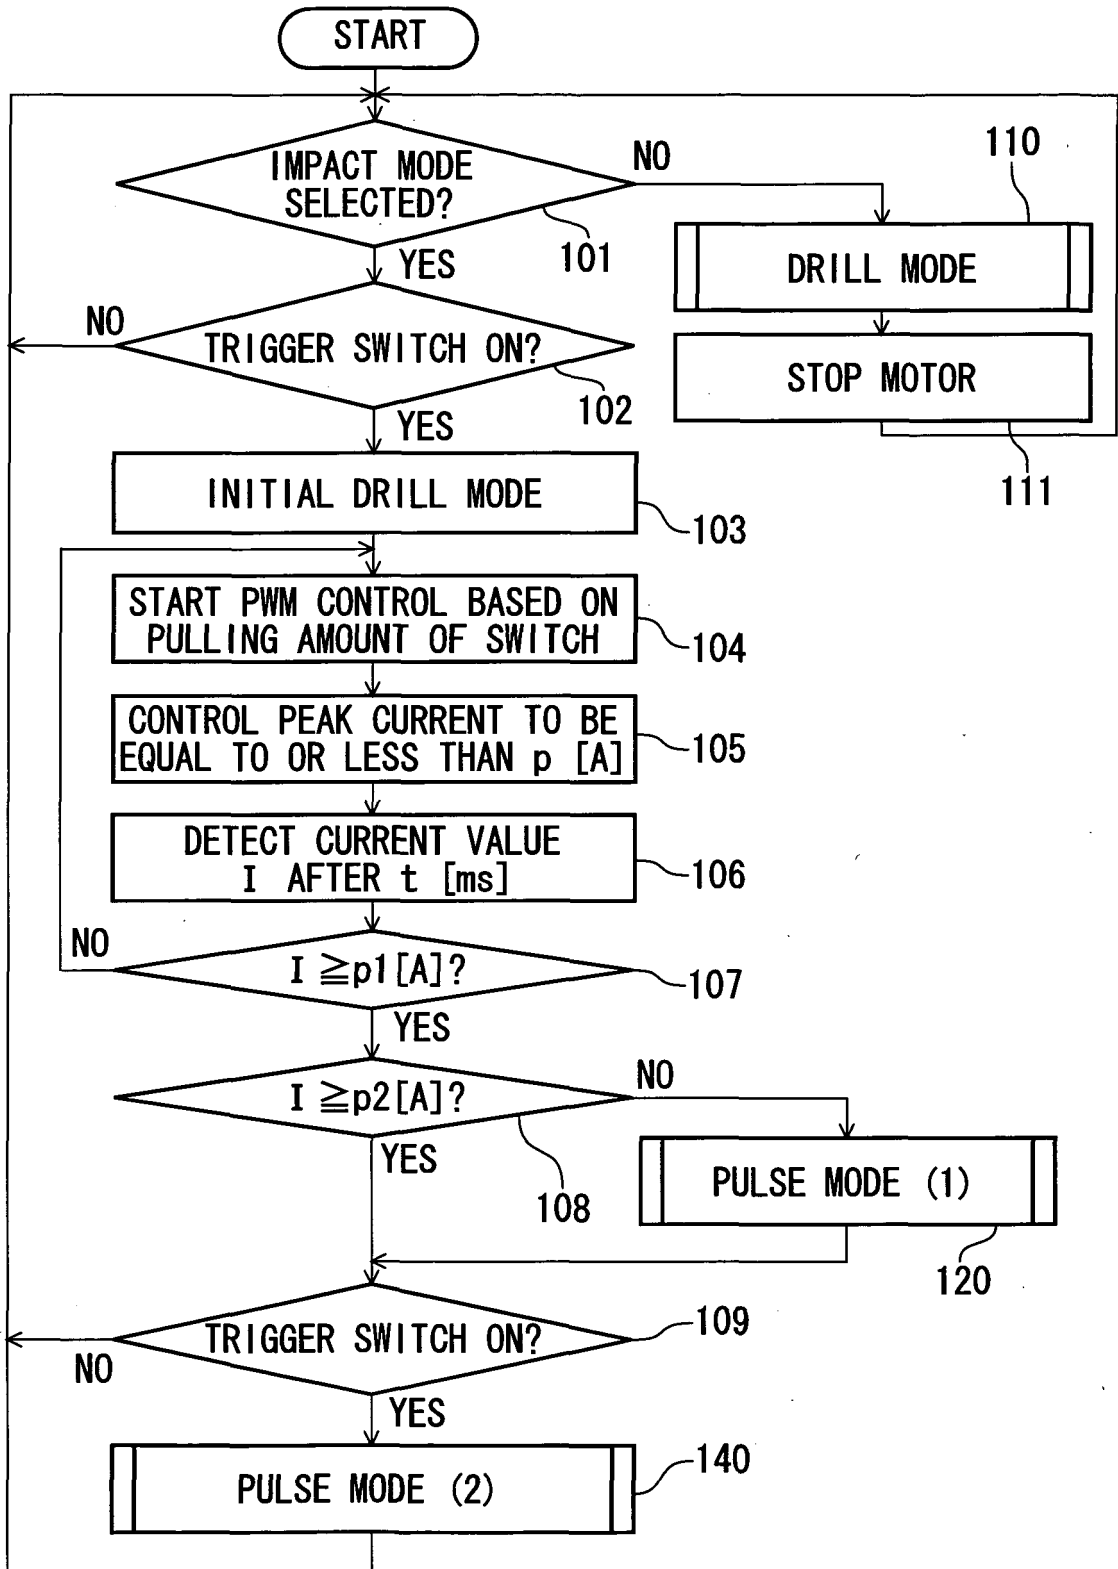 START
IMPACT MODE
SELECTED?
NO
110
101
YES
DRILL MODE
NO
TRIGGER SWITCH ON?
STOP MOTOR
102
YES
111
INITIAL DRILL MODE
103
START PWM CONTROL BASED ON
PULLING AMOUNT OF SWITCH
104
CONTROL PEAK CURRENT TO BE
EQUAL TO OR LESS THAN p [A]
105
DETECT CURRENT VALUE
I AFTER t [ms]
106
NO
I ≧p1[A]?
107
YES
I ≧p2[A]?
NO
YES
108
PULSE MODE (1)
120
TRIGGER SWITCH ON?
109
NO
YES
PULSE MODE (2)
140